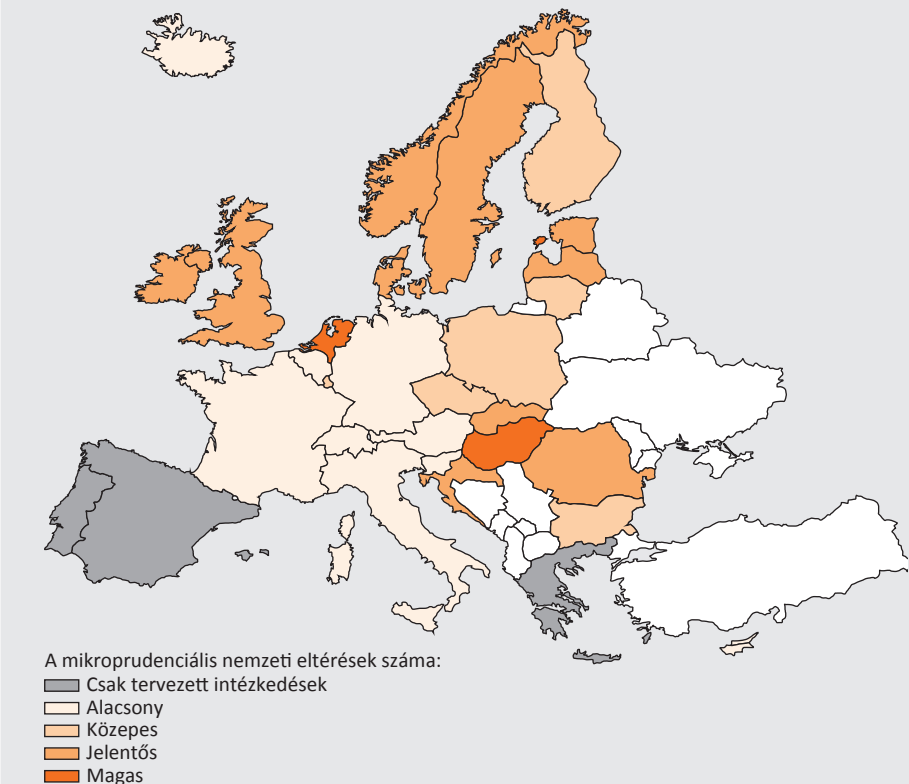 A mikroprudenciális nemzeti eltérések száma:
Csak tervezett intézkedések
Alacsony
Közepes
Jelentős
Magas